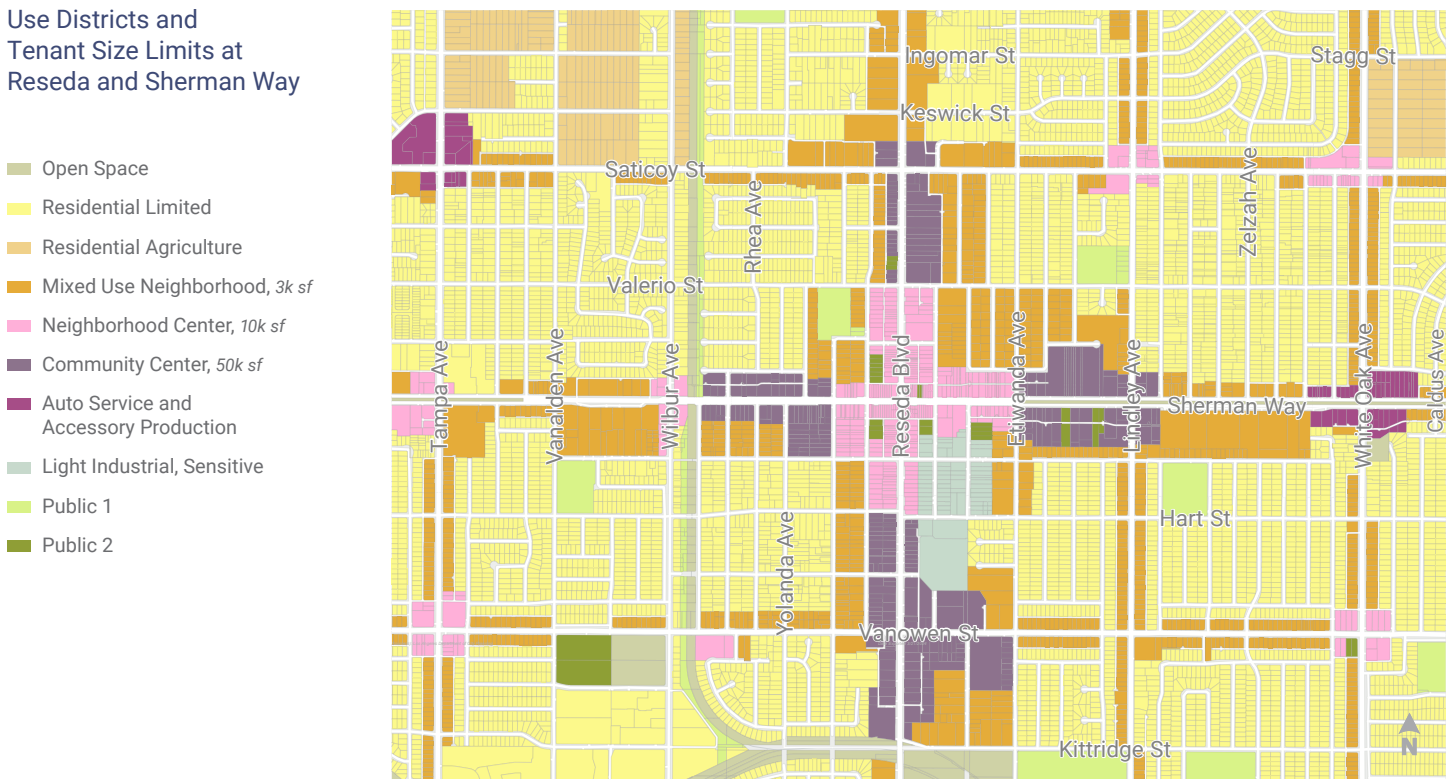 Use Districts and
Tenant Size Limits at
Reseda and Sherman Way
Open Space
Residential Limited
Residential Agriculture
Mixed Use Neighborhood, 3k sf
Neighborhood Center, 10k sf
Community Center, 50k sf
Auto Service and
Accessory Production
Light Industrial, Sensitive
Public 1
Public 2
Ingomar St
Stagg St
Keswick St
Saticoy St
Rhea Ave
Zelzah Ave
Valerio St
Tampa Ave
Vanalden Ave
Wilbur Ave
Reseda Blvd
Etiwanda Ave
Lindley Ave
White Oak Ave
Caldus Ave
Sherman Way
Hart St
Yolanda Ave
Vanowen St
Kittridge St
N